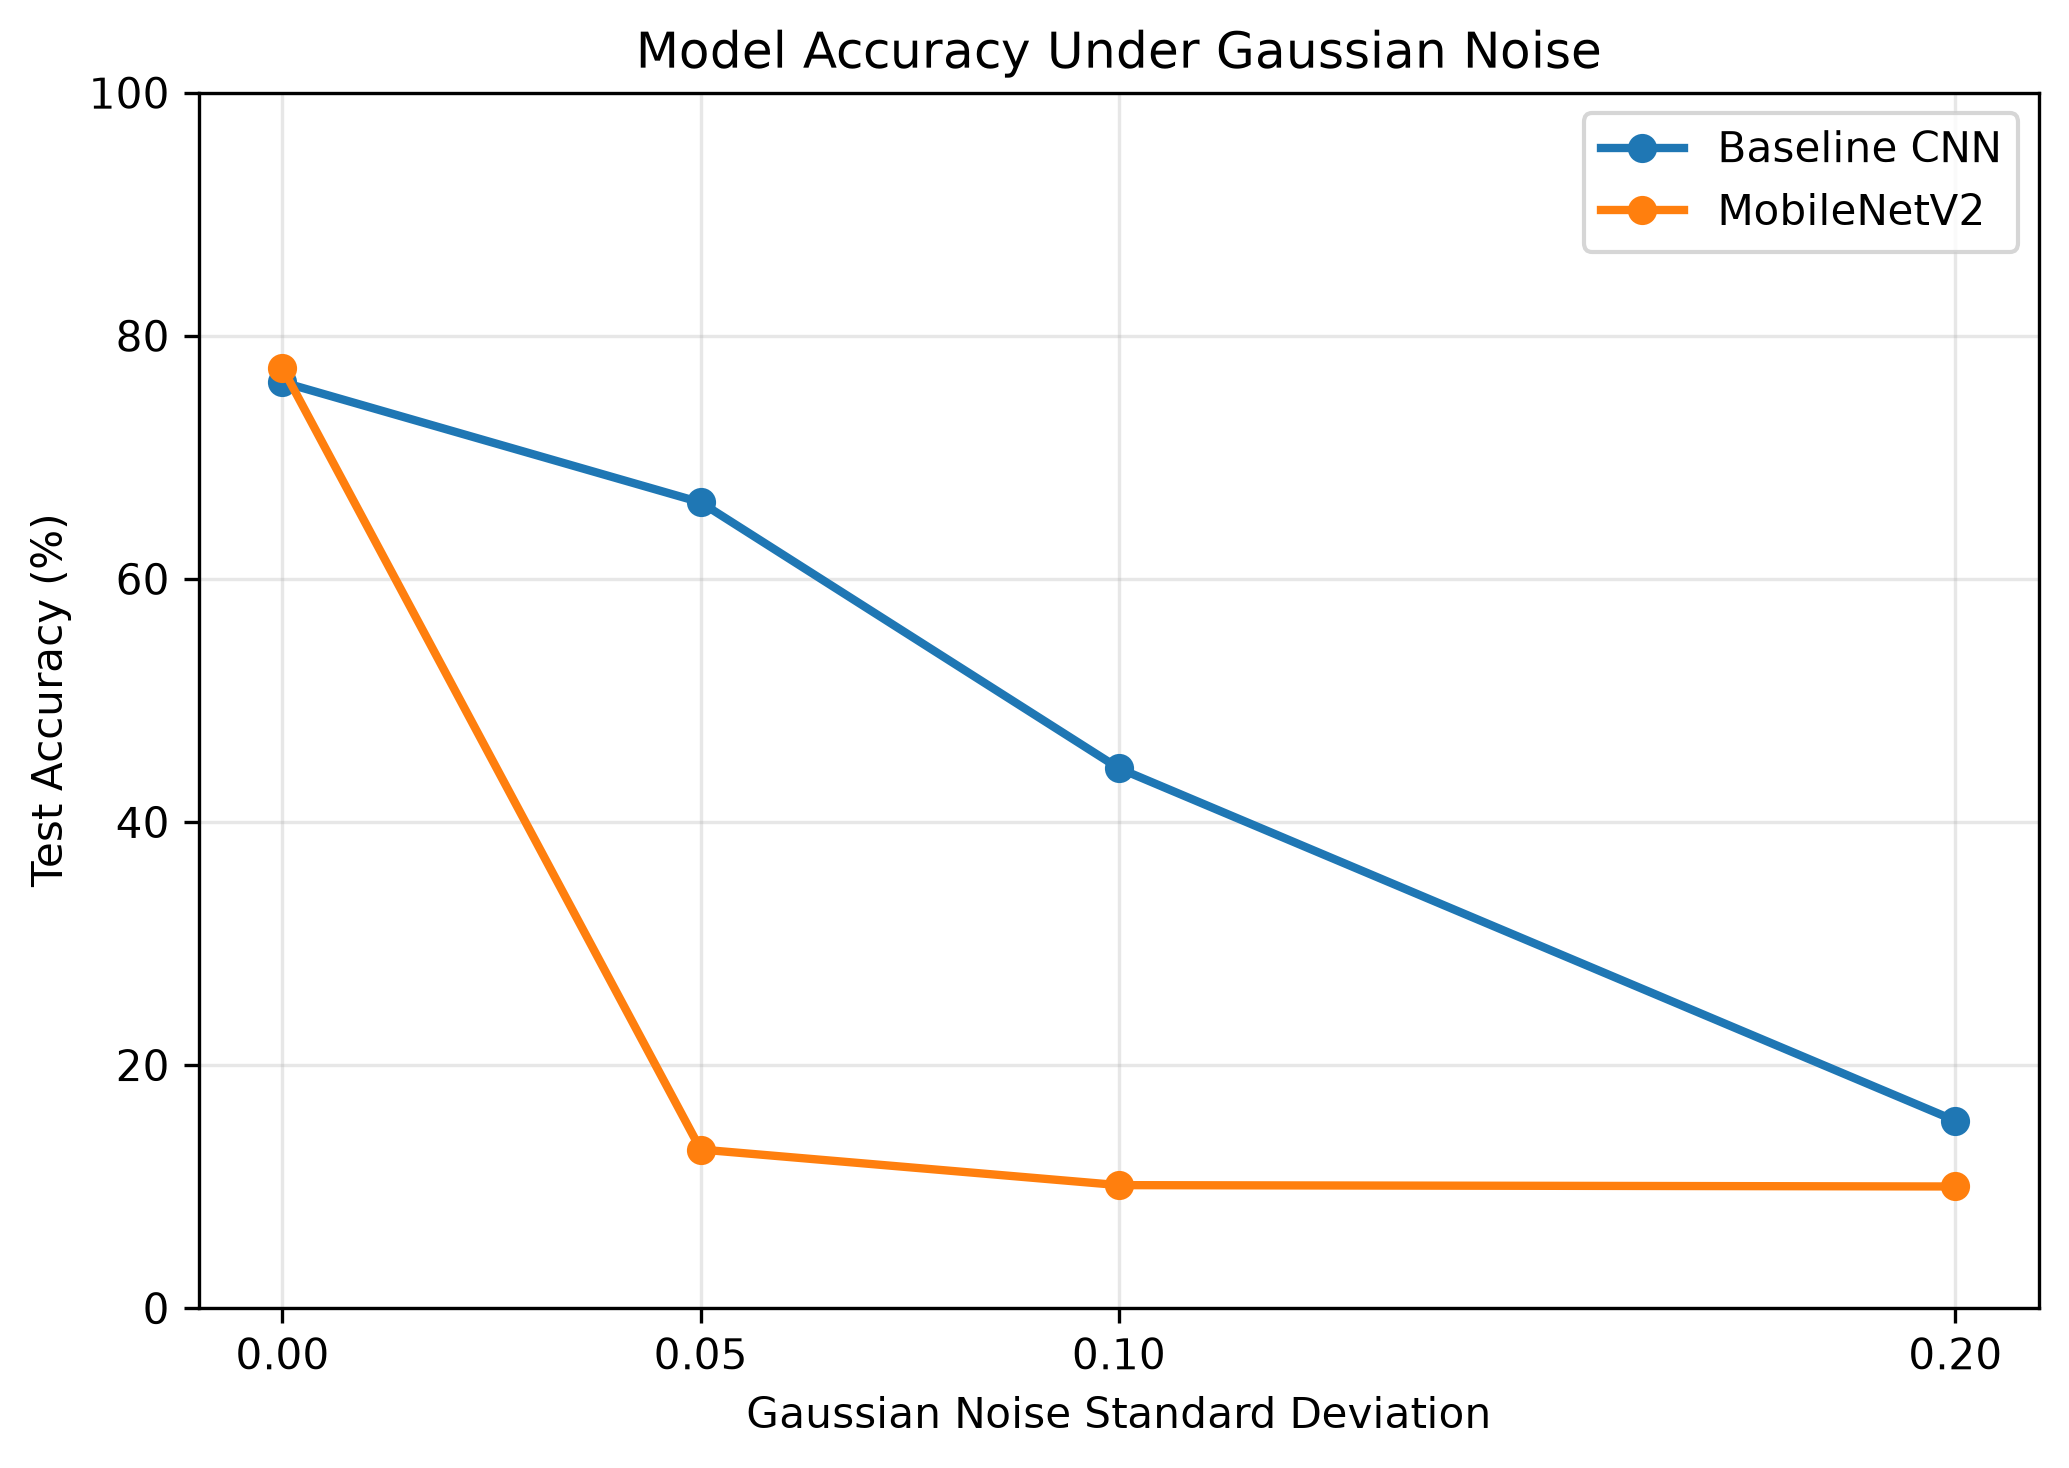 Model Accuracy Under Gaussian Noise
Baseline CNN
MobileNetV2
Test Accuracy (%)
100
80
60
40
20
0
0.00 0.05 0.10 0.20
Gaussian Noise Standard Deviation